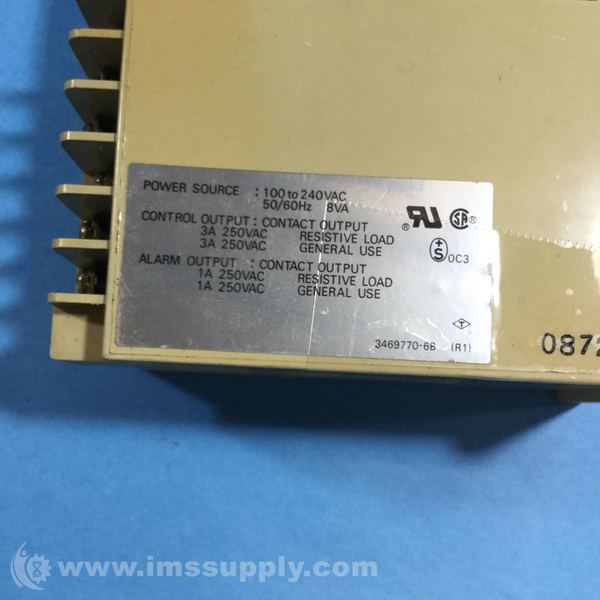 POWER SOURCE : 100 to 240VAC
50/60Hz 8VA
CONTROL OUTPUT : CONTACT OUTPUT
3A 250VAC RESISTIVE LOAD
3A 250VAC GENERAL USE
ALARM OUTPUT : CONTACT OUTPUT
1A 250VAC RESISTIVE LOAD
1A 250VAC GENERAL USE
®
SA ®
+S OC3
T
3469770-6B (R1)
0872
www.imssupply.com